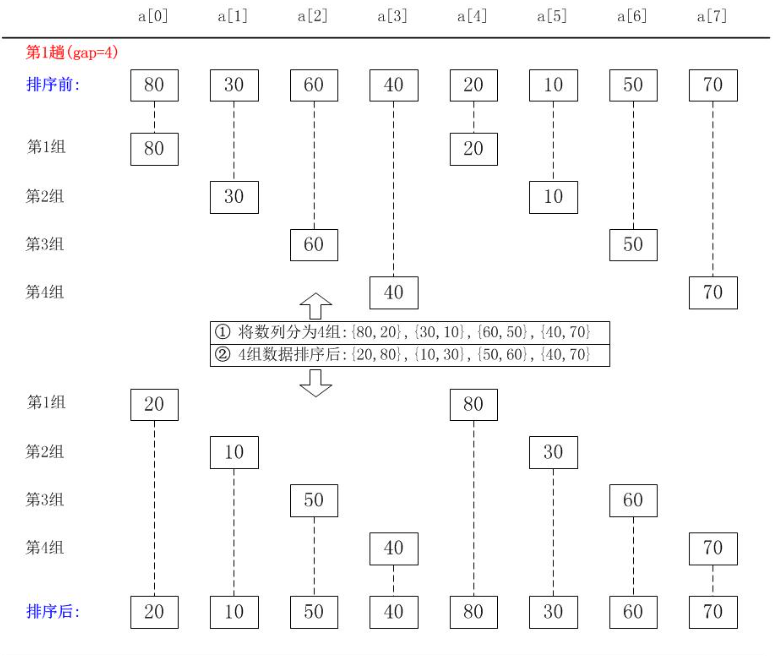 a[0] a[1] a[2] a[3] a[4] a[5] a[6] a[7]
第1趟(gap=4)
排序前: 80 30 60 40 20 10 50 70
第1组 80 20
第2组 30 10
第3组 60 50
第4组 40 70
① 将数列分为4组:{80,20},{30,10},{60,50},{40,70}
② 4组数据排序后:{20,80},{10,30},{50,60},{40,70}
第1组 20 80
第2组 10 30
第3组 50 60
第4组 40 70
排序后: 20 10 50 40 80 30 60 70